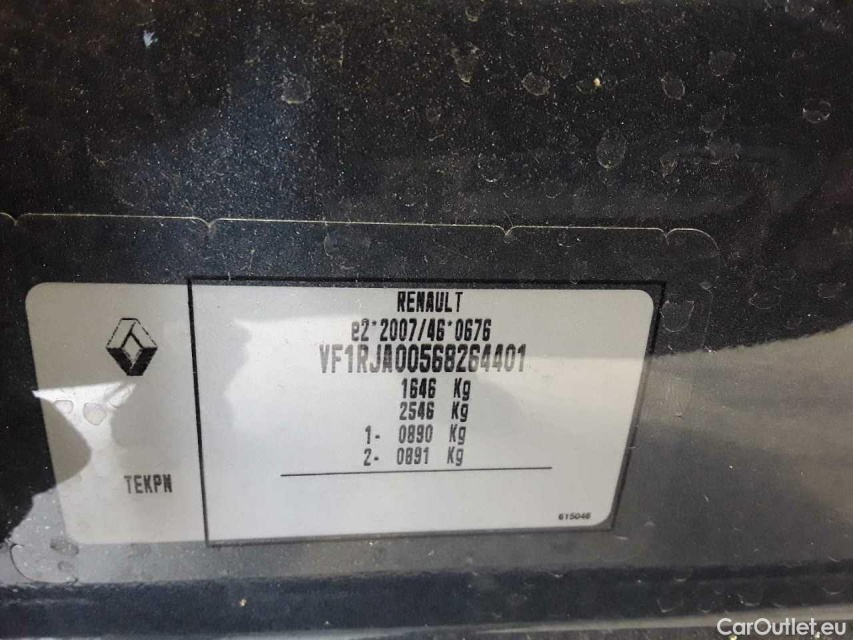 RENAULT
e2*2007/46*0676
VF1RJA00568264401
1646 Kg
2546 Kg
1- 0890 Kg
2- 0891 Kg
TEKPN
615046
CarOutlet.eu